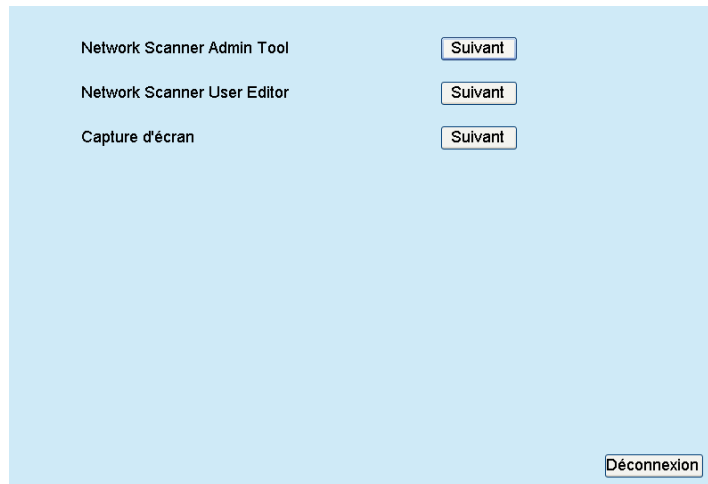 Network Scanner Admin Tool Suivant
Network Scanner User Editor Suivant
Capture d'écran Suivant
Déconnexion